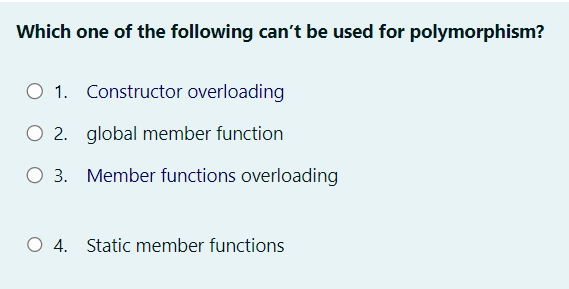 Which one of the following can’t be used for polymorphism?
1. Constructor overloading
2. global member function
3. Member functions overloading
4. Static member functions